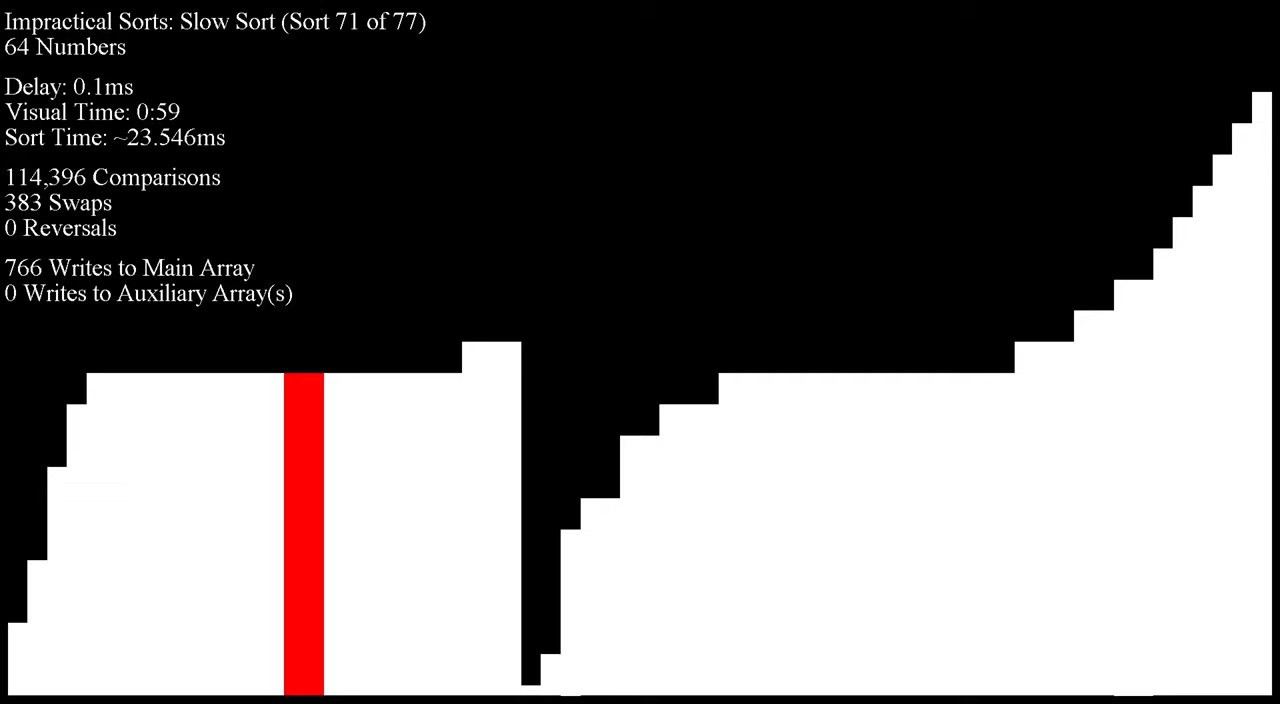 Impractical Sorts: Slow Sort (Sort 71 of 77)
64 Numbers
Delay: 0.1ms
Visual Time: 0:59
Sort Time: ~23.546ms
114,396 Comparisons
383 Swaps
0 Reversals
766 Writes to Main Array
0 Writes to Auxiliary Array(s)